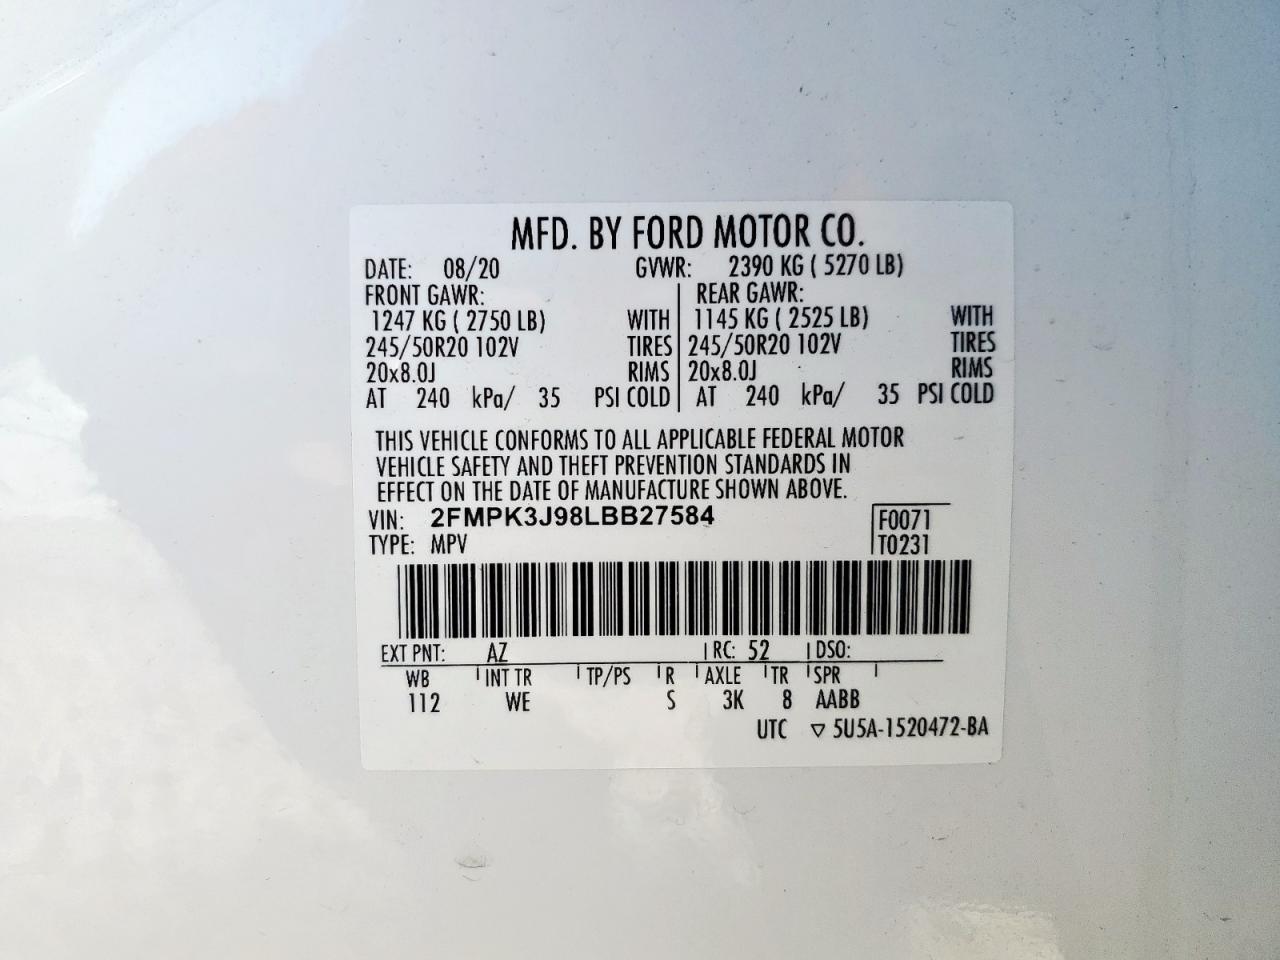 MFD. BY FORD MOTOR CO.
DATE: 08/20 GVWR: 2390 KG ( 5270 LB)
FRONT GAWR: REAR GAWR:
1247 KG ( 2750 LB) WITH 1145 KG ( 2525 LB) WITH
245/50R20 102V TIRES 245/50R20 102V TIRES
20x8.0J RIMS 20x8.0J RIMS
AT 240 kPa/ 35 PSI COLD AT 240 kPa/ 35 PSI COLD
THIS VEHICLE CONFORMS TO ALL APPLICABLE FEDERAL MOTOR
VEHICLE SAFETY AND THEFT PREVENTION STANDARDS IN
EFFECT ON THE DATE OF MANUFACTURE SHOWN ABOVE.
VIN: 2FMPK3J98LBB27584 F0071
TYPE: MPV T0231
EXT PNT: AZ RC: 52 DSO:
WB INT TR TP/PS R AXLE TR SPR
112 WE S 3K 8 AABB
UTC ▽ 5U5A-1520472-BA